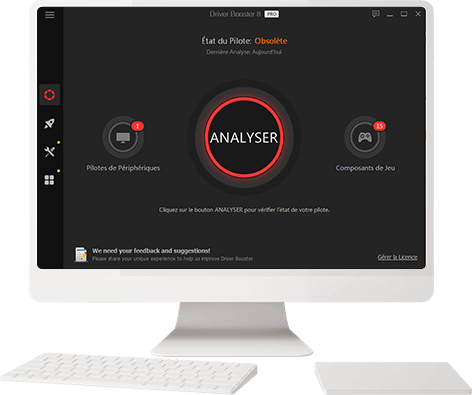 Driver Booster 8 PRO
État du Pilote: Obsolète
Dernière Analyse: Aujourd'hui
1
15
ANALYSER
Pilotes de Périphériques
Composants de Jeu
Cliquez sur le bouton ANALYSER pour vérifier l'état de votre pilote.
We need your feedback and suggestions!
Please share your unique experience to help us improve Driver Booster
Gérer la Licence